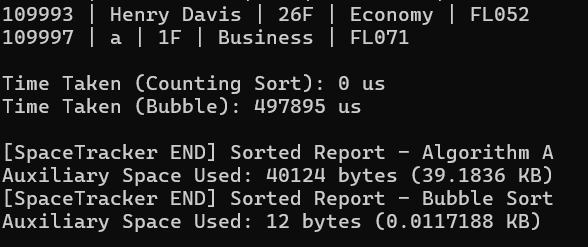 109993 | Henry Davis | 26F | Economy | FL052
109997 | a | 1F | Business | FL071
Time Taken (Counting Sort): 0 us
Time Taken (Bubble): 497895 us
[SpaceTracker END] Sorted Report - Algorithm A
Auxiliary Space Used: 40124 bytes (39.1836 KB)
[SpaceTracker END] Sorted Report - Bubble Sort
Auxiliary Space Used: 12 bytes (0.0117188 KB)